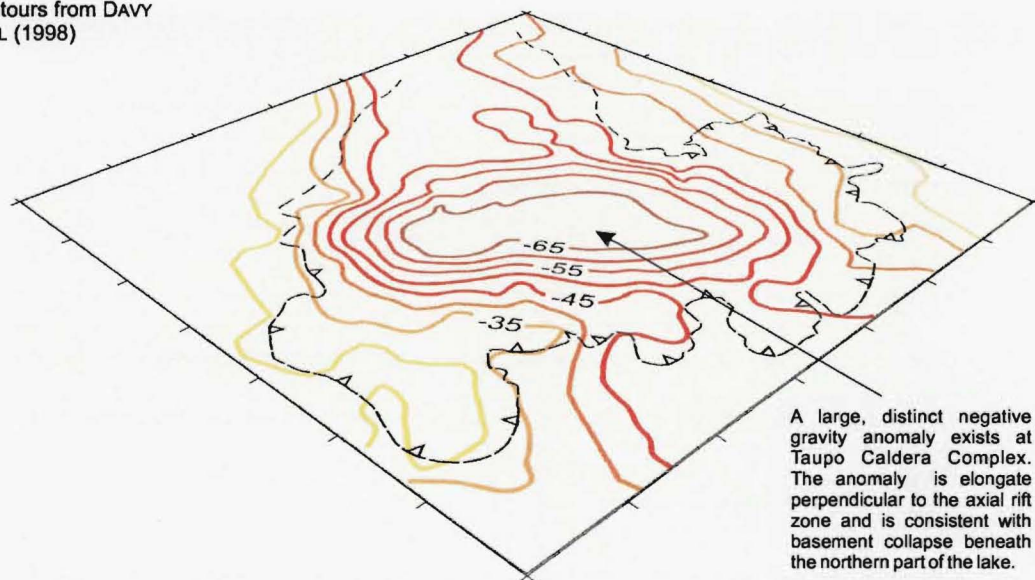 tours from DAVY
(1998)
-65
-55
-45
-35
A large, distinct negative
gravity anomaly exists at
Taupo Caldera Complex.
The anomaly is elongate
perpendicular to the axial rift
zone and is consistent with
basement collapse beneath
the northern part of the lake.